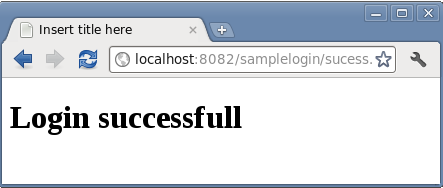 Insert title here
localhost:8082/samplelogin/sucess.
Login successfull